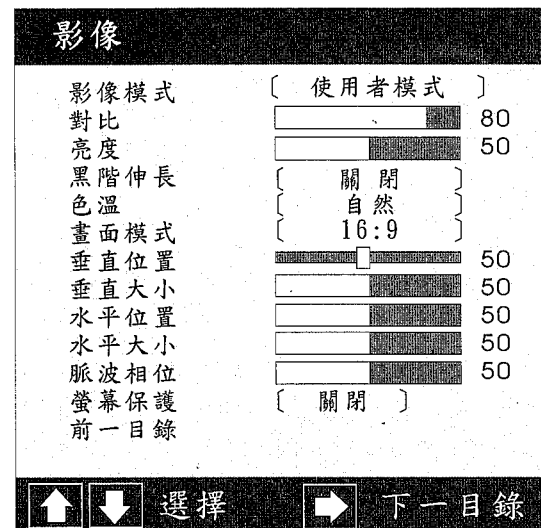 影像
影像模式 〔 使用者模式 〕
對比 80
亮度 50
黑階伸長 〔 關閉 〕
色溫 〔 自然 〕
畫面模式 〔 16:9 〕
垂直位置 50
垂直大小 50
水平位置 50
水平大小 50
脈波相位 50
螢幕保護 〔 關閉 〕
前一目錄
選擇 下一目錄